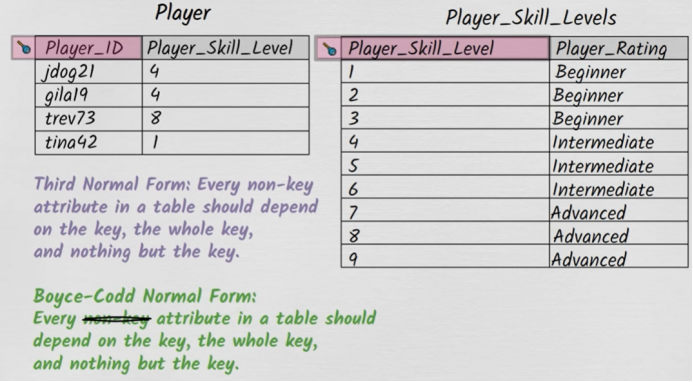 Player
Player_ID Player_Skill_Level
jdog21 4
gila19 4
trev73 8
tina42 1
Player_Skill_Levels
Player_Skill_Level Player_Rating
1 Beginner
2 Beginner
3 Beginner
4 Intermediate
5 Intermediate
6 Intermediate
7 Advanced
8 Advanced
9 Advanced
Third Normal Form: Every non-key
attribute in a table should depend
on the key, the whole key,
and nothing but the key.
Boyce-Codd Normal Form:
Every non-key attribute in a table should
depend on the key, the whole key,
and nothing but the key.